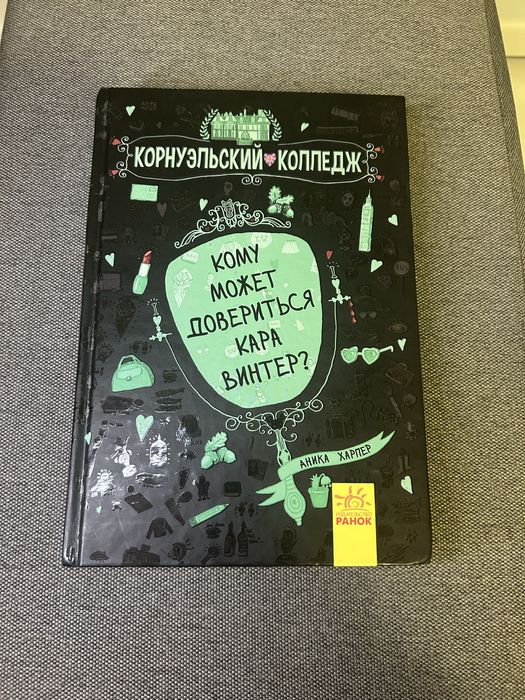 КОРНУЭЛЬСКИЙ КОЛЛЕДЖ
КОМУ
МОЖЕТ
ДОВЕРИТЬСЯ
КАРА
ВИНТЕР?
АНИКА ХАРПЕР
ИЗДАТЕЛЬСТВО
РАНОК